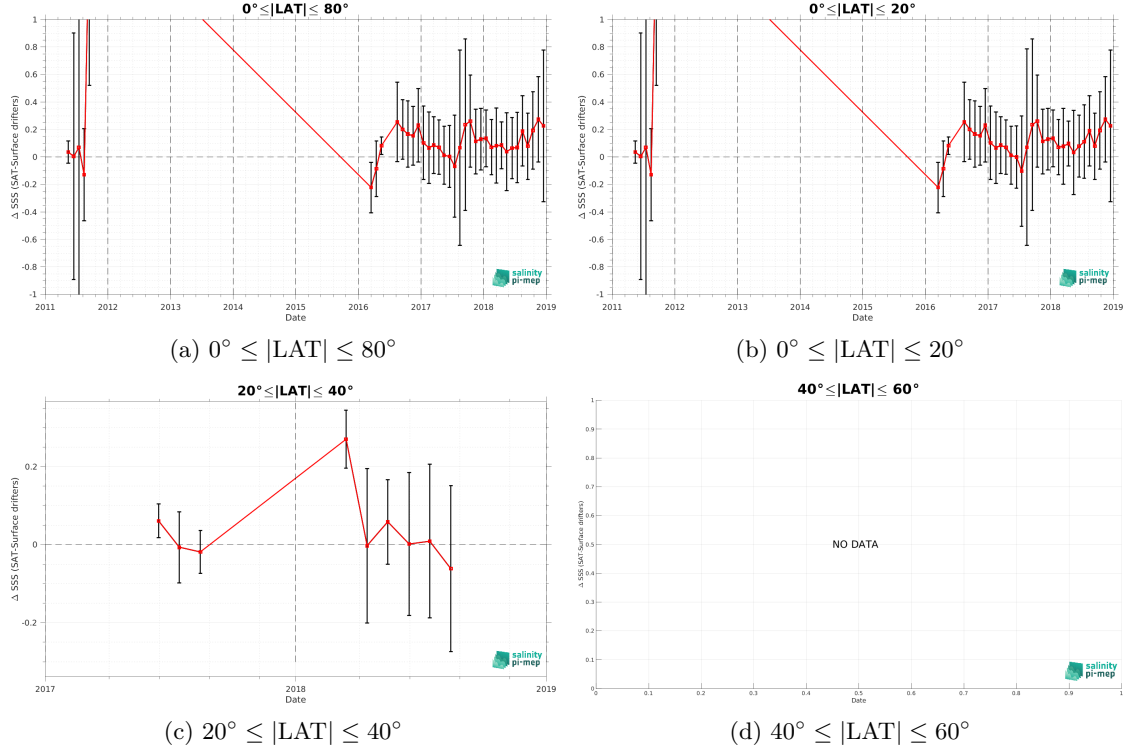 0°≤|LAT|≤ 80°
Δ SSS (SAT-Surface drifters)
1
0.8
0.6
0.4
0.2
0
-0.2
-0.4
-0.6
-0.8
-1
2011 2012 2013 2014 2015 2016 2017 2018 2019
Date
salinity
pi-mep
(a) 0° ≤ |LAT| ≤ 80°
0°≤|LAT|≤ 20°
Δ SSS (SAT-Surface drifters)
1
0.8
0.6
0.4
0.2
0
-0.2
-0.4
-0.6
-0.8
-1
2011 2012 2013 2014 2015 2016 2017 2018 2019
Date
salinity
pi-mep
(b) 0° ≤ |LAT| ≤ 20°
20°≤|LAT|≤ 40°
Δ SSS (SAT-Surface drifters)
0.2
0
-0.2
2017 2018 2019
Date
salinity
pi-mep
(c) 20° ≤ |LAT| ≤ 40°
40°≤|LAT|≤ 60°
Δ SSS (SAT-Surface drifters)
1
0.9
0.8
0.7
0.6
0.5
0.4
0.3
0.2
0.1
0
NO DATA
0 0.1 0.2 0.3 0.4 0.5 0.6 0.7 0.8 0.9 1
Date
salinity
pi-mep
(d) 40° ≤ |LAT| ≤ 60°